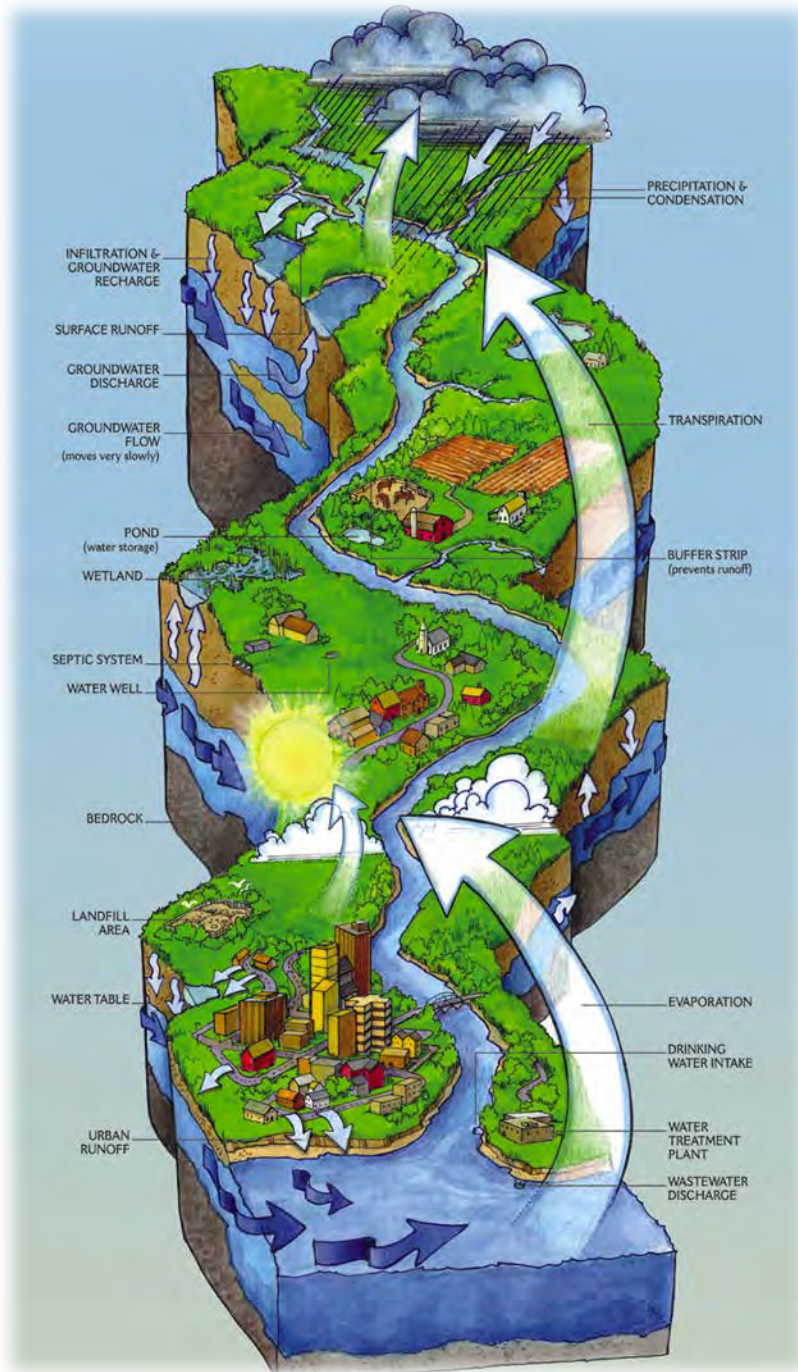 PRECIPITATION &
CONDENSATION
INFILTRATION &
GROUNDWATER
RECHARGE
SURFACE RUNOFF
GROUNDWATER
DISCHARGE
GROUNDWATER
FLOW
(moves very slowly)
TRANSPIRATION
POND
(water storage)
WETLAND
BUFFER STRIP
(prevents runoff)
SEPTIC SYSTEM
WATER WELL
BEDROCK
LANDFILL
AREA
WATER TABLE
EVAPORATION
DRINKING
WATER INTAKE
URBAN
RUNOFF
WATER
TREATMENT
PLANT
WASTEWATER
DISCHARGE